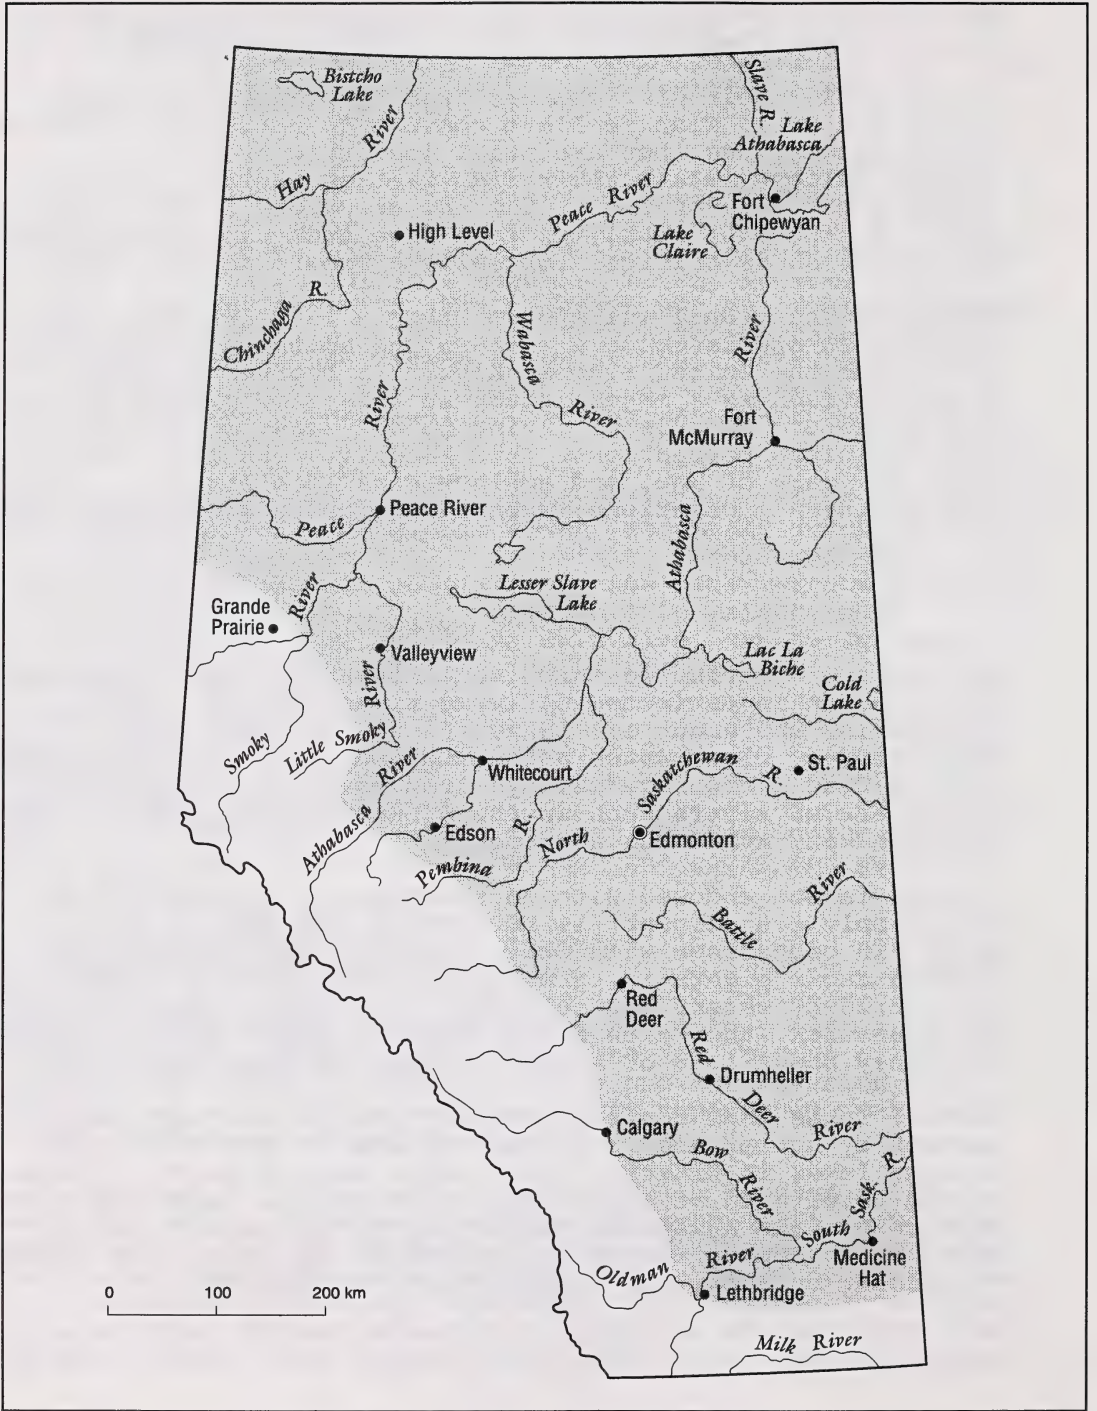 Bistcho
Lake
Slave R.
Lake
Athabasca
Hay River
Peace River
Fort
Chipewyan
Lake
Claire
High Level
Chinchaga R.
Wabasca River
River
River
Fort
McMurray
Peace River
Peace
Athabasca
Lesser Slave
Lake
River
Grande
Prairie
Valleyview
River
Lac La
Biche
Cold
Lake
Smoky
Little Smoky
River
Whitecourt
Saskatchewan R.
St. Paul
Athabasca
Edson
R.
North
Edmonton
Pembina
River
Battle
Red
Deer
Red
Drumheller
Deer
River
Calgary
Bow
River
R.
Sask.
South
Medicine
Hat
Oldman River
Lethbridge
0 100 200 km
Milk River